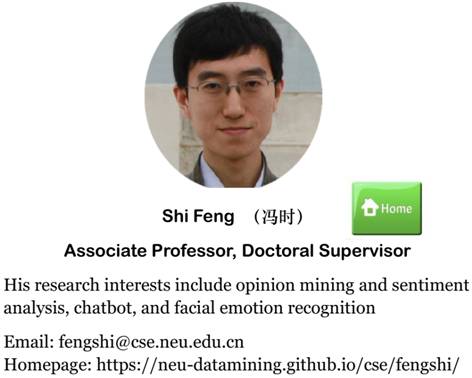 Shi Feng （冯时）
Home
Associate Professor, Doctoral Supervisor
His research interests include opinion mining and sentiment
analysis, chatbot, and facial emotion recognition
Email: fengshi@cse.neu.edu.cn
Homepage: https://neu-datamining.github.io/cse/fengshi/